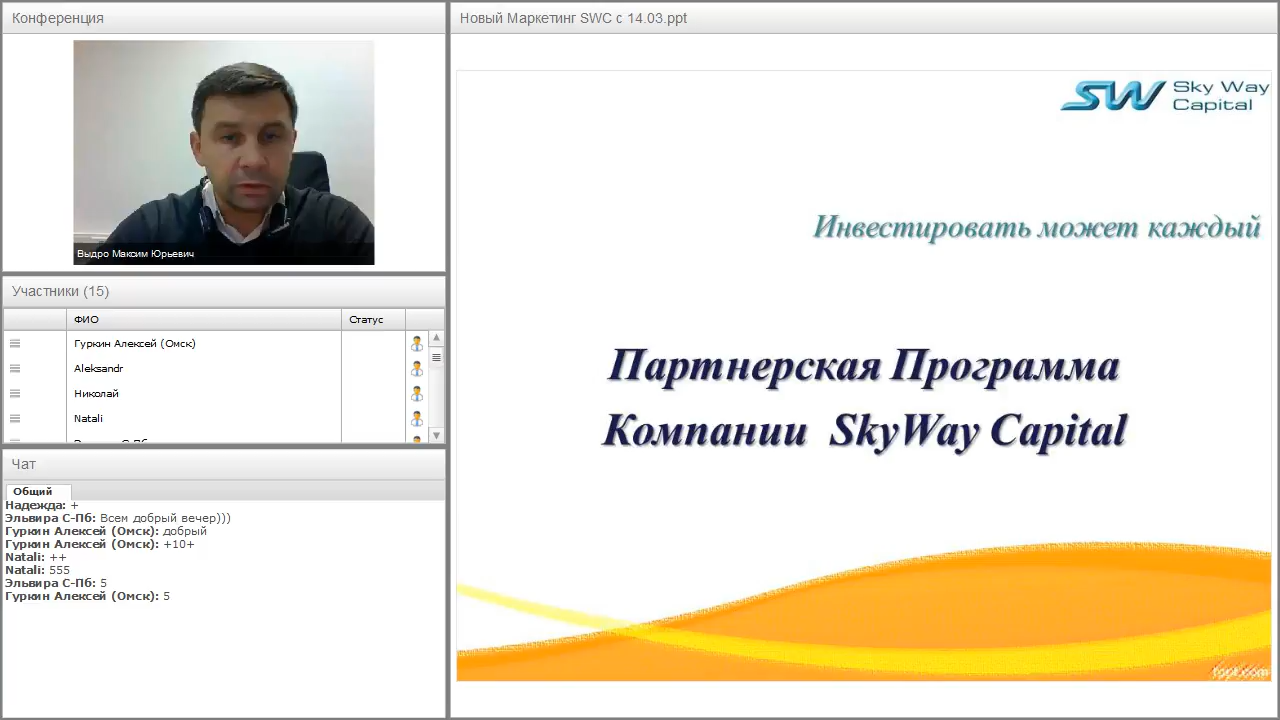 Конференция
Выдро Максим Юрьевич
Участники (15)
ФИО
Статус
Гуркин Алексей (Омск)
Aleksandr
Николай
Natali
Чат
Общий
Надежда: +
Эльвира С-Пб: Всем добрый вечер)))
Гуркин Алексей (Омск): добрый
Гуркин Алексей (Омск): +10+
Natali: ++
Natali: 555
Эльвира С-Пб: 5
Гуркин Алексей (Омск): 5
Новый Маркетинг SWC с 14.03.ppt
SW Sky Way
Capital
Инвестировать может каждый
Партнерская Программа
Компании SkyWay Capital
fppt.com